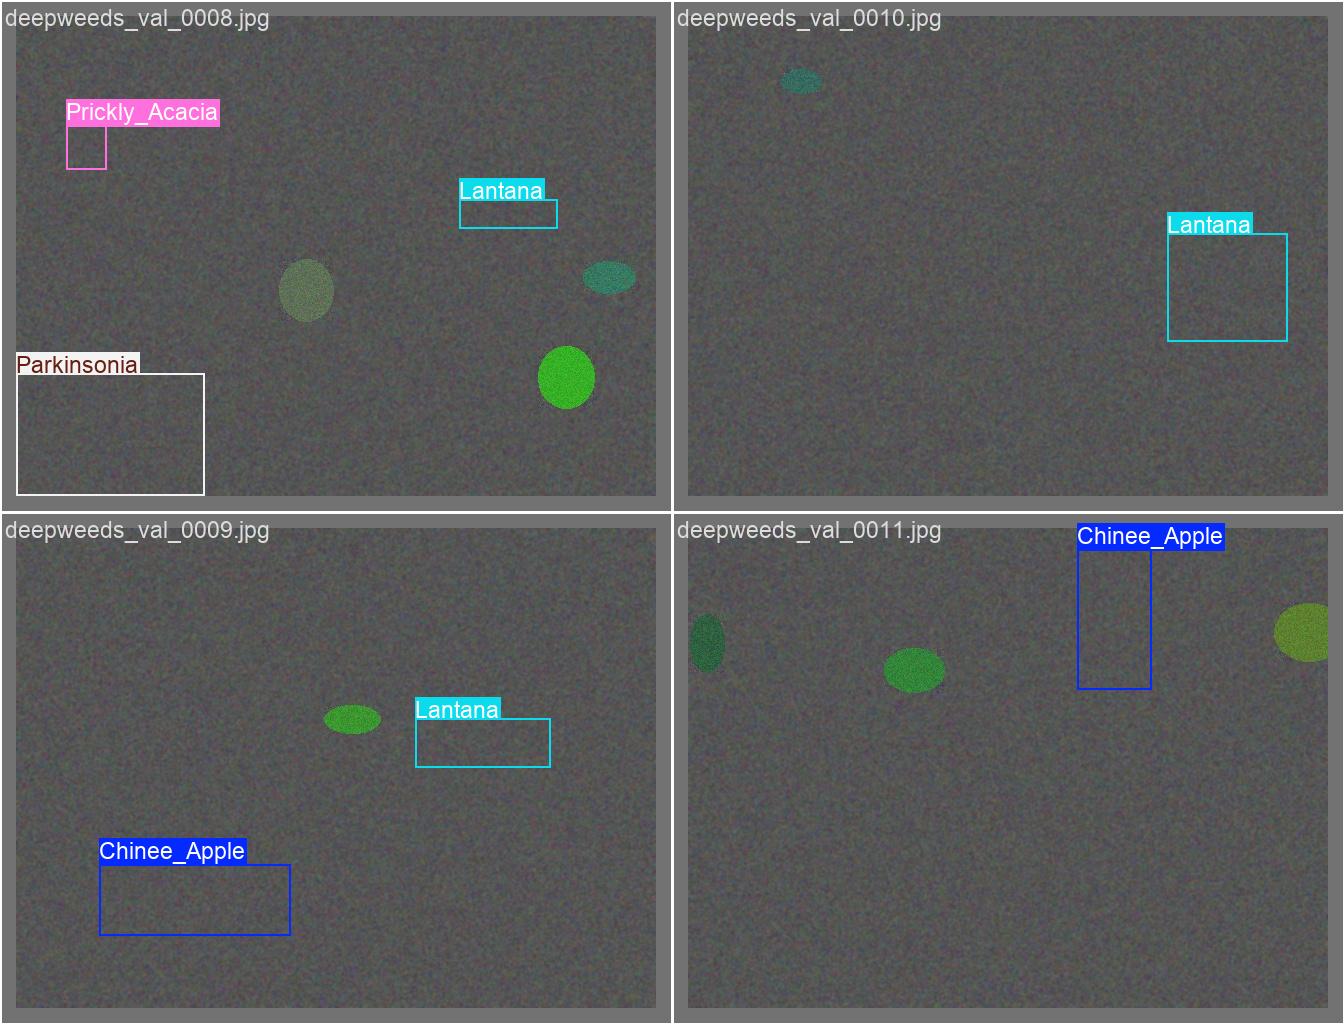 deepweeds_val_0008.jpg
Prickly_Acacia
Lantana
Parkinsonia
deepweeds_val_0010.jpg
Lantana
deepweeds_val_0009.jpg
Lantana
Chinee_Apple
deepweeds_val_0011.jpg
Chinee_Apple